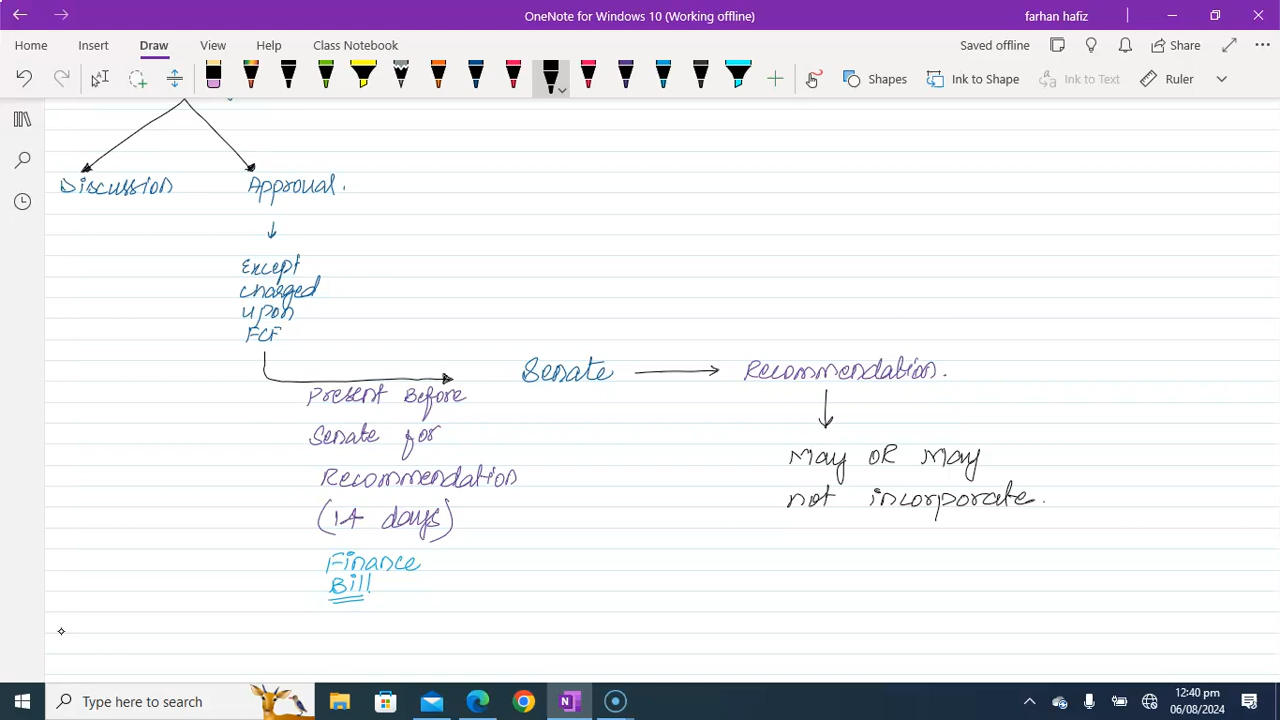 OneNote for Windows 10 (Working offline)
farhan hafiz
Home Insert Draw View Help Class Notebook
Saved offline
Share
Shapes
Ink to Shape
Ink to Text
Ruler
Discussion
Approval.
Except
charged
upon
FCF
Present Before
Senate for
Recommendation
(14 days)
Finance
Bill
Senate
Recommendation.
May OR May
not incorporate.
Type here to search
12:40 pm
06/08/2024